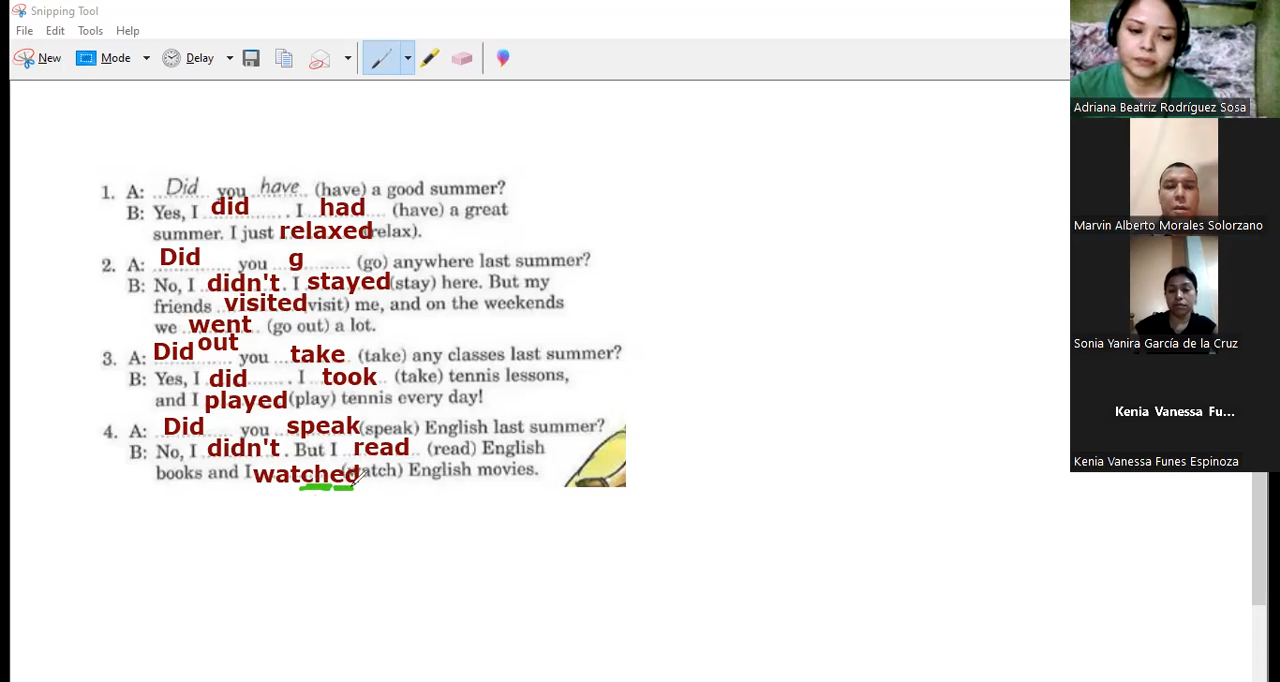 Snipping Tool
File Edit Tools Help
New Mode Delay
1. A: Did you have (have) a good summer?
B: Yes, I did. I had (have) a great
summer. I just relaxed relax).
2. A: Did you g (go) anywhere last summer?
B: No, I didn't. I stayed (stay) here. But my
friends visited visit) me, and on the weekends
we went out (go out) a lot.
3. A: Did you take (take) any classes last summer?
B: Yes, I did. I took (take) tennis lessons,
and I played (play) tennis every day!
4. A: Did you speak (speak) English last summer?
B: No, I didn't. But I read (read) English
books and I watched (watch) English movies.
Adriana Beatriz Rodríguez Sosa
Marvin Alberto Morales Solorzano
Sonia Yanira García de la Cruz
Kenia Vanessa Fu...
Kenia Vanessa Funes Espinoza